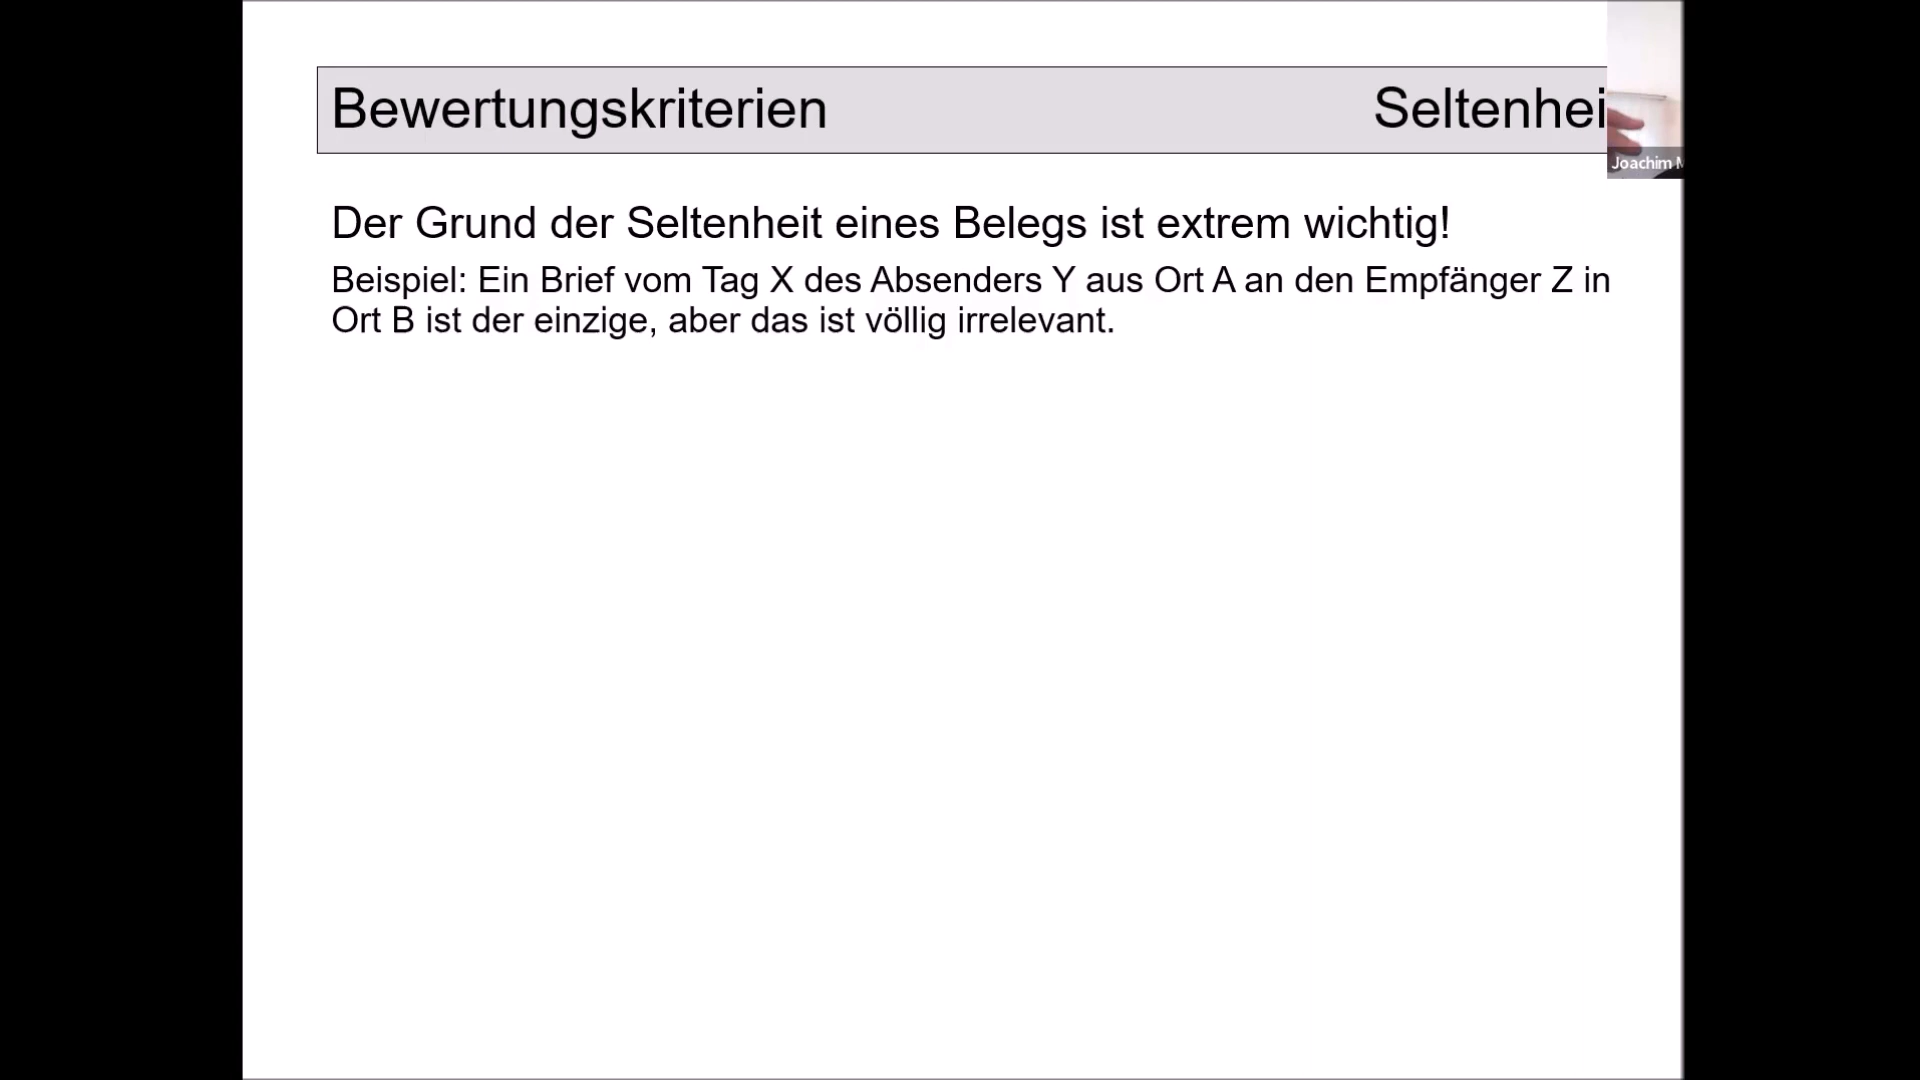 Bewertungskriterien Seltenhei
Joachim M
Der Grund der Seltenheit eines Belegs ist extrem wichtig!
Beispiel: Ein Brief vom Tag X des Absenders Y aus Ort A an den Empfänger Z in
Ort B ist der einzige, aber das ist völlig irrelevant.